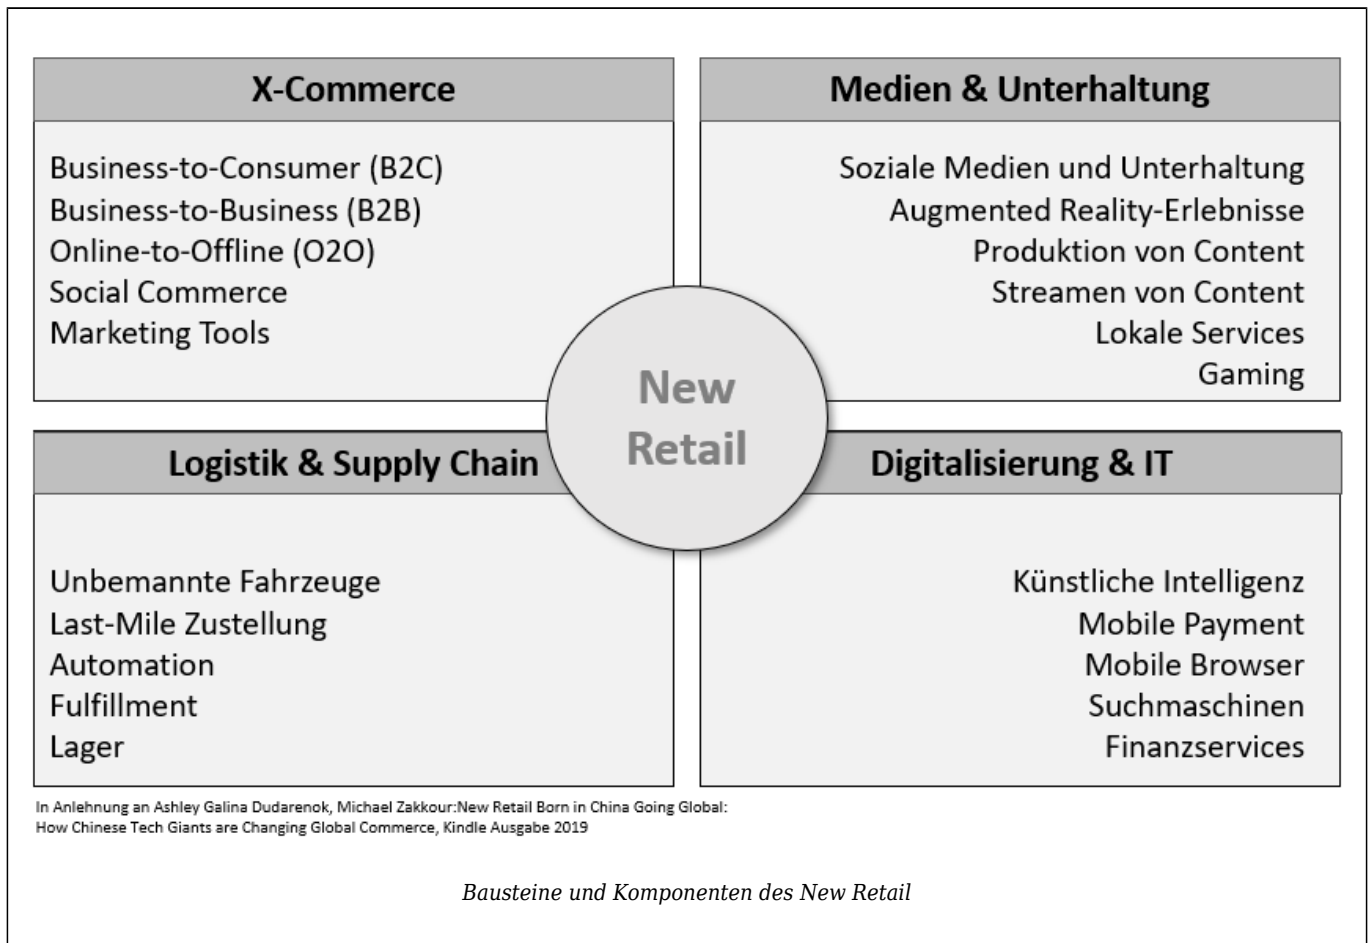 X-Commerce
Business-to-Consumer (B2C)
Business-to-Business (B2B)
Online-to-Offline (O2O)
Social Commerce
Marketing Tools
Medien & Unterhaltung
Soziale Medien und Unterhaltung
Augmented Reality-Erlebnisse
Produktion von Content
Streamen von Content
Lokale Services
Gaming
New
Retail
Logistik & Supply Chain
Unbemannte Fahrzeuge
Last-Mile Zustellung
Automation
Fulfillment
Lager
Digitalisierung & IT
Künstliche Intelligenz
Mobile Payment
Mobile Browser
Suchmaschinen
Finanzservices
In Anlehnung an Ashley Galina Dudarenok, Michael Zakkour:New Retail Born in China Going Global:
How Chinese Tech Giants are Changing Global Commerce, Kindle Ausgabe 2019
Bausteine und Komponenten des New Retail